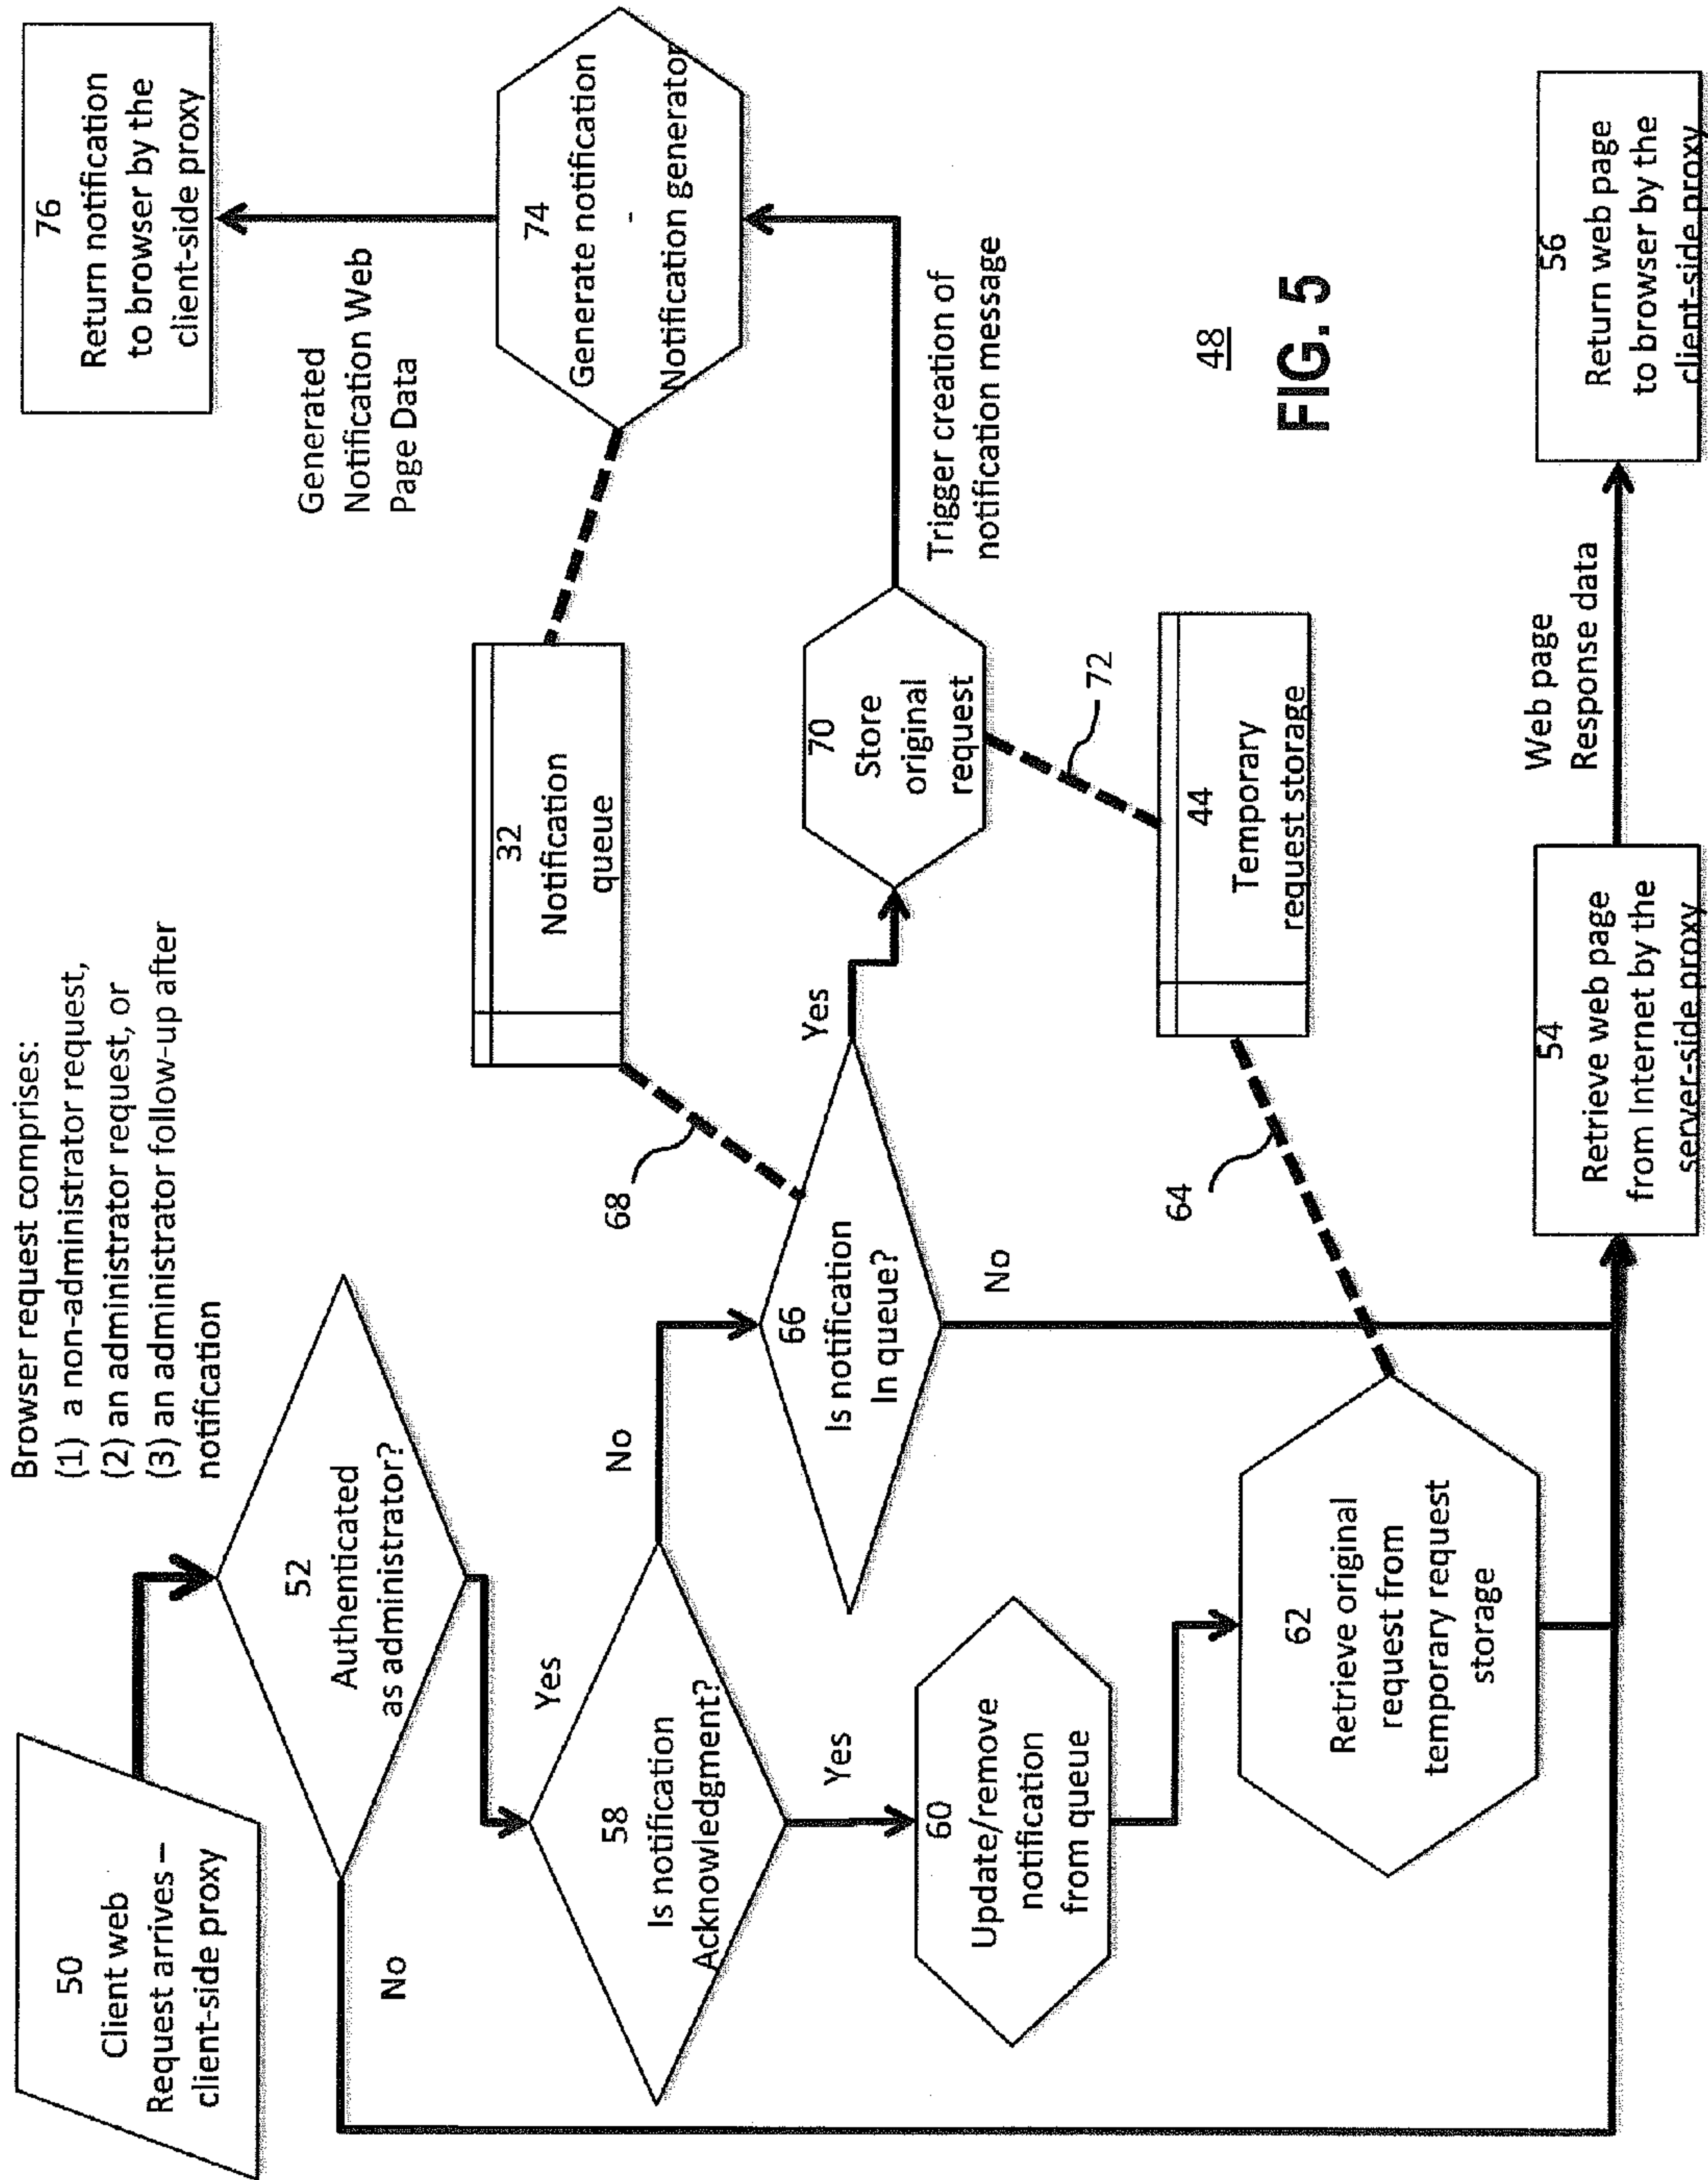 Browser request comprises:
(1) a non-administrator request,
(2) an administrator request, or
(3) an administrator follow-up after
notification
50
Client web
Request arrives –
client-side proxy
52
Authenticated
as administrator?
No
Yes
58
Is notification
Acknowledgment?
No
Yes
60
Update/remove
notification
from queue
62
Retrieve original
request from
temporary request
storage
64
66
Is notification
In queue?
No
Yes
68
32
Notification
queue
70
Store
original
request
72
44
Temporary
request storage
Trigger creation of
notification message
74
Generate notification
-
Notification generator
Generated
Notification Web
Page Data
76
Return notification
to browser by the
client-side proxy
54
Retrieve web page
from Internet by the
server-side proxy
Web page
Response data
56
Return web page
to browser by the
client-side proxy
48
FIG. 5